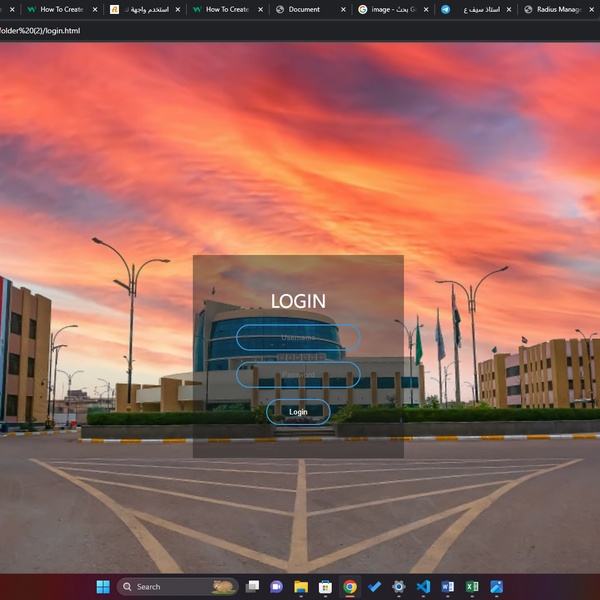 How To Create
استخدم واجهة
How To Create
Document
image - بحث G
استاذ سيف ع
Radius Manag
folder%20(2)/login.html
LOGIN
Username
Password
Login
Search